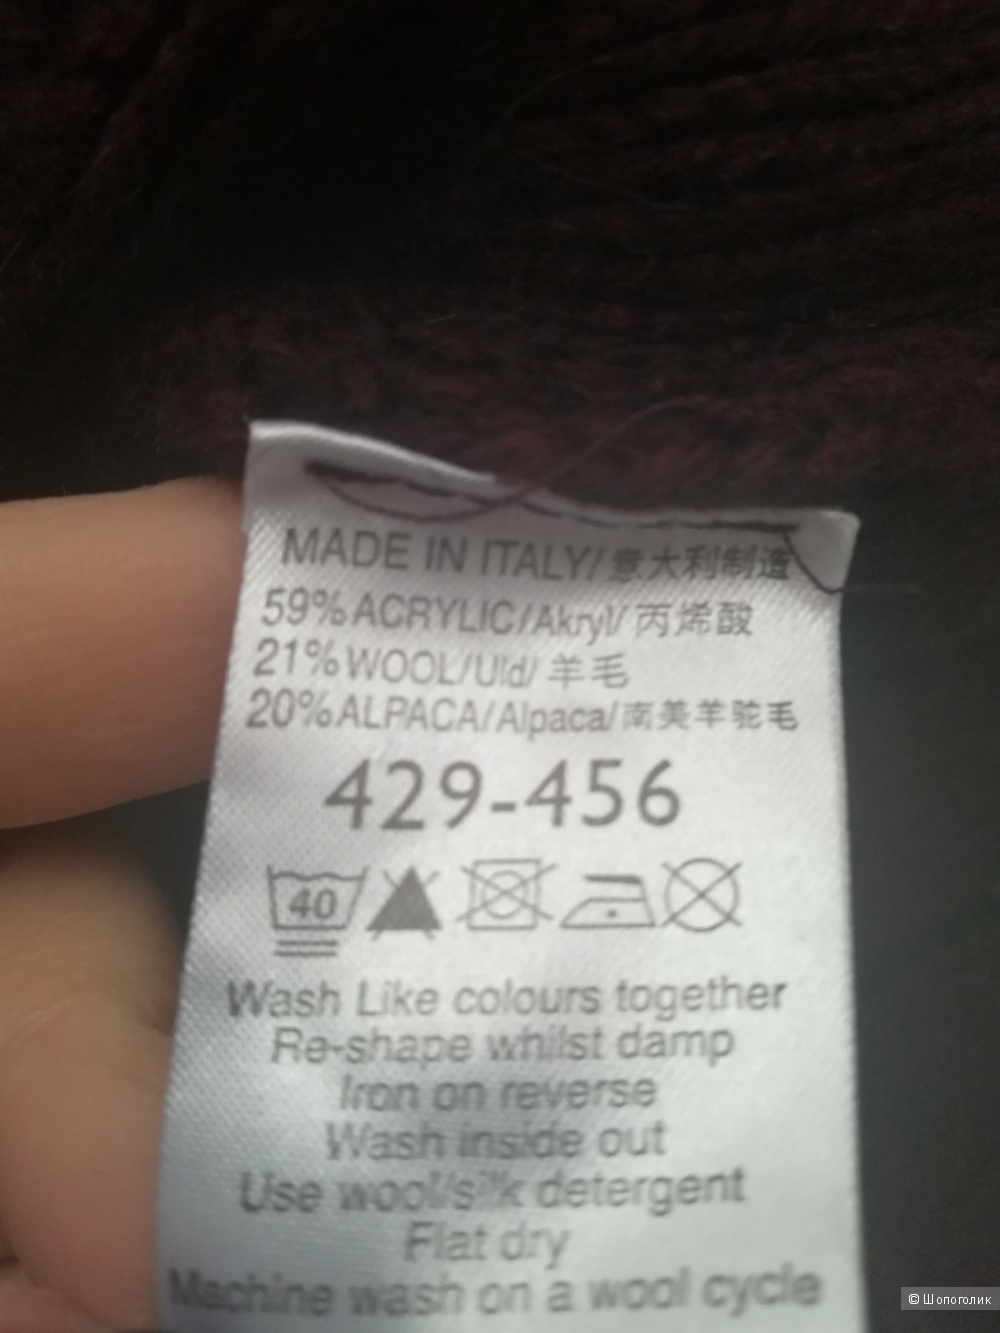 MADE IN ITALY/意大利制造
59% ACRYLIC/Akryl/丙烯酸
21% WOOL/Uld/羊毛
20% ALPACA/Alpaca/南美羊驼毛
429-456
40
Wash Like colours together
Re-shape whilst damp
Iron on reverse
Wash inside out
Use wool/silk detergent
Flat dry
Machine wash on a wool cycle
© Шопоголик